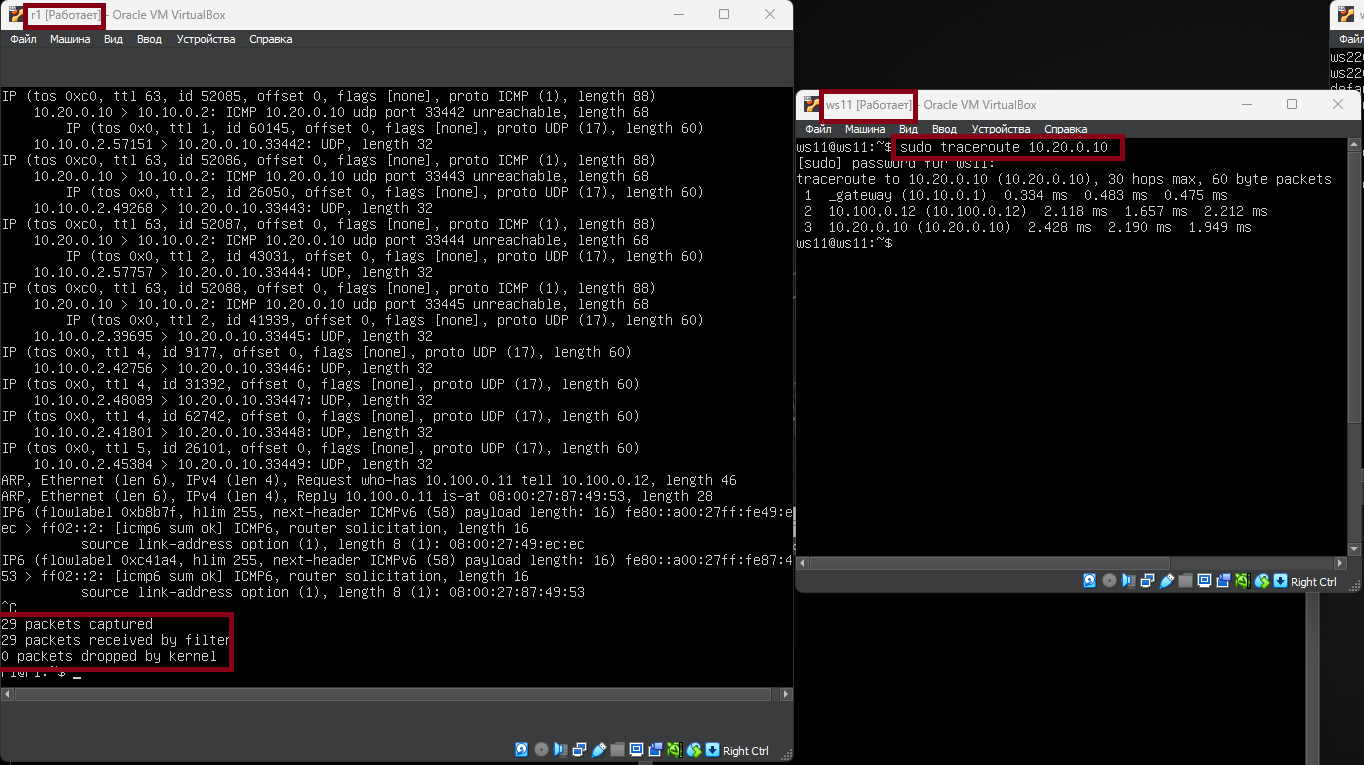 r1 [Работает] - Oracle VM VirtualBox
Файл Машина Вид Ввод Устройства Справка
IP (tos 0xc0, ttl 63, id 52085, offset 0, flags [none], proto ICMP (1), length 88)
10.20.0.10 > 10.10.0.2: ICMP 10.20.0.10 udp port 33442 unreachable, length 68
IP (tos 0x0, ttl 1, id 60145, offset 0, flags [none], proto UDP (17), length 60)
10.10.0.2.57151 > 10.20.0.10.33442: UDP, length 32
IP (tos 0xc0, ttl 63, id 52086, offset 0, flags [none], proto ICMP (1), length 88)
10.20.0.10 > 10.10.0.2: ICMP 10.20.0.10 udp port 33443 unreachable, length 68
IP (tos 0x0, ttl 2, id 26050, offset 0, flags [none], proto UDP (17), length 60)
10.10.0.2.49268 > 10.20.0.10.33443: UDP, length 32
IP (tos 0xc0, ttl 63, id 52087, offset 0, flags [none], proto ICMP (1), length 88)
10.20.0.10 > 10.10.0.2: ICMP 10.20.0.10 udp port 33444 unreachable, length 68
IP (tos 0x0, ttl 2, id 43031, offset 0, flags [none], proto UDP (17), length 60)
10.10.0.2.57757 > 10.20.0.10.33444: UDP, length 32
IP (tos 0xc0, ttl 63, id 52088, offset 0, flags [none], proto ICMP (1), length 88)
10.20.0.10 > 10.10.0.2: ICMP 10.20.0.10 udp port 33445 unreachable, length 68
IP (tos 0x0, ttl 2, id 41939, offset 0, flags [none], proto UDP (17), length 60)
10.10.0.2.39695 > 10.20.0.10.33445: UDP, length 32
IP (tos 0x0, ttl 4, id 9177, offset 0, flags [none], proto UDP (17), length 60)
10.10.0.2.42756 > 10.20.0.10.33446: UDP, length 32
IP (tos 0x0, ttl 4, id 31392, offset 0, flags [none], proto UDP (17), length 60)
10.10.0.2.48089 > 10.20.0.10.33447: UDP, length 32
IP (tos 0x0, ttl 4, id 62742, offset 0, flags [none], proto UDP (17), length 60)
10.10.0.2.41801 > 10.20.0.10.33448: UDP, length 32
IP (tos 0x0, ttl 5, id 26101, offset 0, flags [none], proto UDP (17), length 60)
10.10.0.2.45384 > 10.20.0.10.33449: UDP, length 32
ARP, Ethernet (len 6), IPv4 (len 4), Request who-has 10.100.0.11 tell 10.100.0.12, length 46
ARP, Ethernet (len 6), IPv4 (len 4), Reply 10.100.0.11 is-at 08:00:27:87:49:53, length 28
IP6 (flowlabel 0xb8b7f, hlim 255, next-header ICMPv6 (58) payload length: 16) fe80::a00:27ff:fe49:e
ec > ff02::2: [icmp6 sum ok] ICMP6, router solicitation, length 16
source link-address option (1), length 8 (1): 08:00:27:49:ec:ec
IP6 (flowlabel 0xc41a4, hlim 255, next-header ICMPv6 (58) payload length: 16) fe80::a00:27ff:fe87:4
53 > ff02::2: [icmp6 sum ok] ICMP6, router solicitation, length 16
source link-address option (1), length 8 (1): 08:00:27:87:49:53
^C
29 packets captured
29 packets received by filter
0 packets dropped by kernel
r1@r1:~$ _
Right Ctrl
ws11 [Работает] - Oracle VM VirtualBox
Файл Машина Вид Ввод Устройства Справка
ws11@ws11:~$ sudo traceroute 10.20.0.10
[sudo] password for ws11:
traceroute to 10.20.0.10 (10.20.0.10), 30 hops max, 60 byte packets
1 _gateway (10.10.0.1) 0.334 ms 0.483 ms 0.475 ms
2 10.100.0.12 (10.100.0.12) 2.118 ms 1.657 ms 2.212 ms
3 10.20.0.10 (10.20.0.10) 2.428 ms 2.190 ms 1.949 ms
ws11@ws11:~$
Right Ctrl
Файл